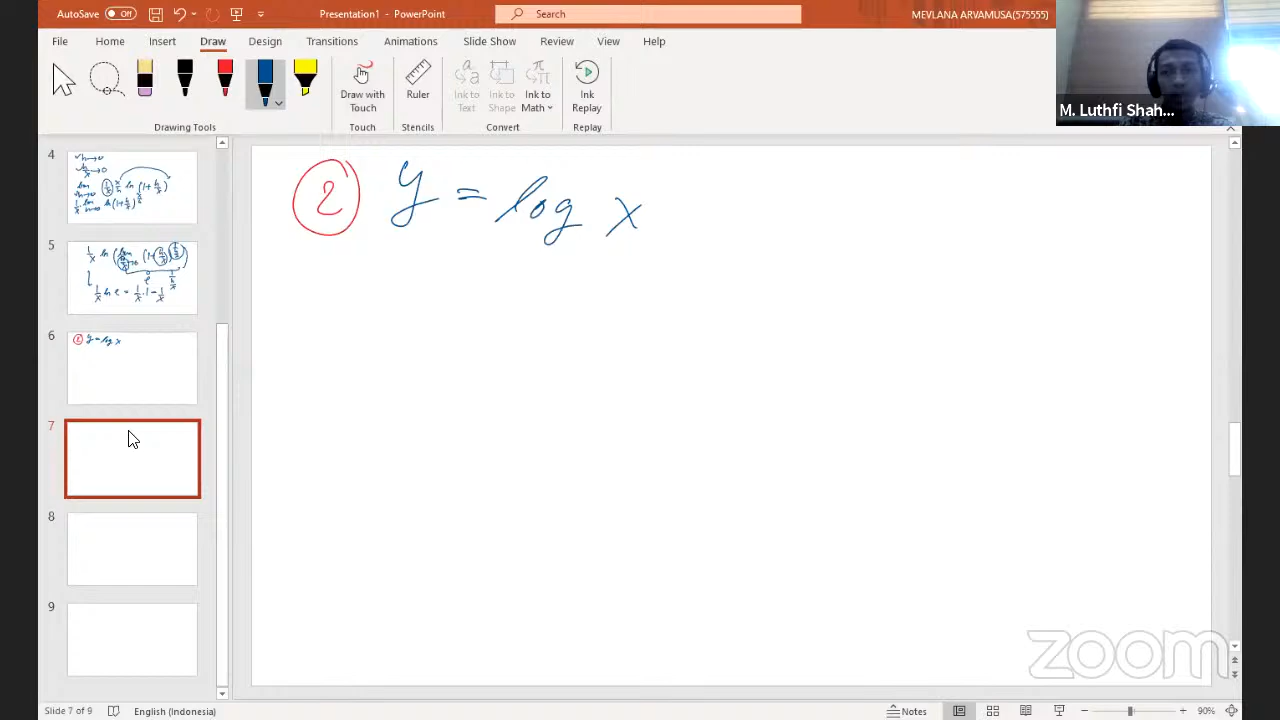 AutoSave Off Presentation1 - PowerPoint Search MEVLANA ARVAMUSA(575555)
File Home Insert Draw Design Transitions Animations Slide Show Review View Help
Draw with Touch Ruler Ink to Text Ink to Shape Ink to Math Ink Replay
Drawing Tools Touch Stencils Convert Replay
M. Luthfi Shah...
4
5
6
② y = log x
7
8
9
② y = log x
zoom
Slide 7 of 9 English (Indonesia) Notes 90%